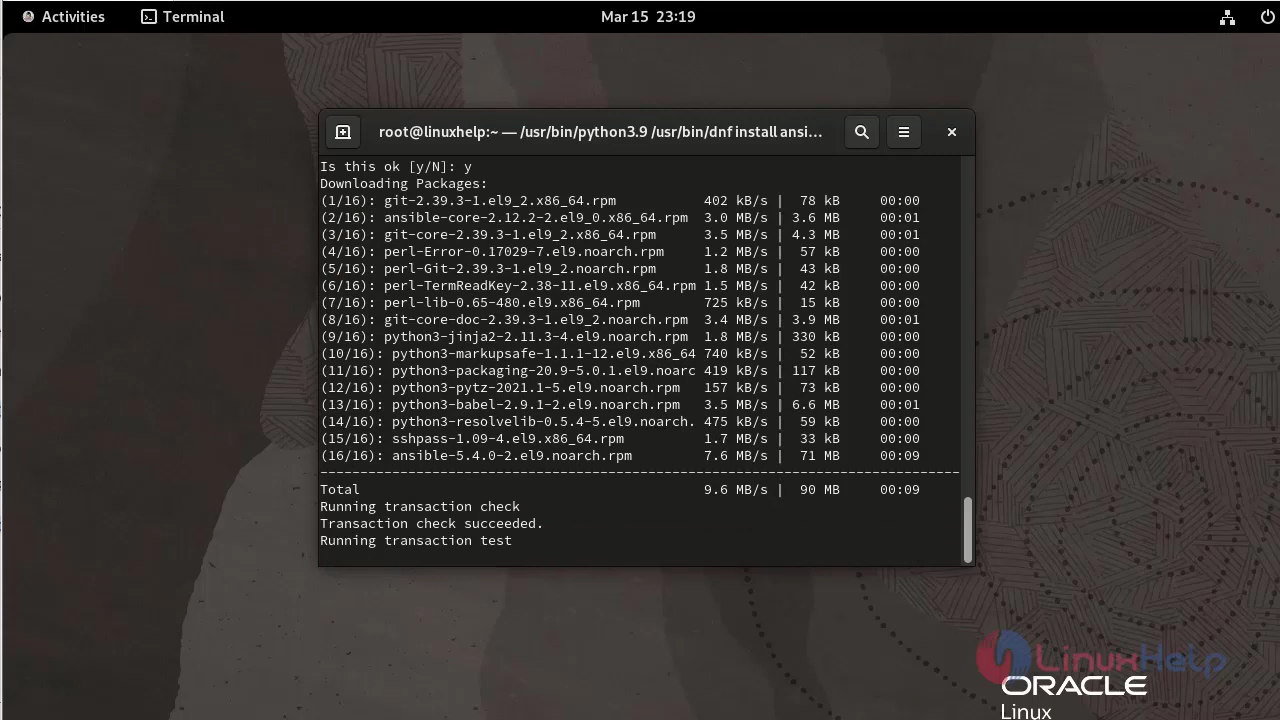 Activities Terminal Mar 15 23:19
root@linuxhelp:~ — /usr/bin/python3.9 /usr/bin/dnf install ansi...
Is this ok [y/N]: y
Downloading Packages:
(1/16): git-2.39.3-1.el9_2.x86_64.rpm 402 kB/s | 78 kB 00:00
(2/16): ansible-core-2.12.2-2.el9_0.x86_64.rpm 3.0 MB/s | 3.6 MB 00:01
(3/16): git-core-2.39.3-1.el9_2.x86_64.rpm 3.5 MB/s | 4.3 MB 00:01
(4/16): perl-Error-0.17029-7.el9.noarch.rpm 1.2 MB/s | 57 kB 00:00
(5/16): perl-Git-2.39.3-1.el9_2.noarch.rpm 1.8 MB/s | 43 kB 00:00
(6/16): perl-TermReadKey-2.38-11.el9.x86_64.rpm 1.5 MB/s | 42 kB 00:00
(7/16): perl-lib-0.65-480.el9.x86_64.rpm 725 kB/s | 15 kB 00:00
(8/16): git-core-doc-2.39.3-1.el9_2.noarch.rpm 3.4 MB/s | 3.9 MB 00:01
(9/16): python3-jinja2-2.11.3-4.el9.noarch.rpm 1.8 MB/s | 330 kB 00:00
(10/16): python3-markupsafe-1.1.1-12.el9.x86_64 740 kB/s | 52 kB 00:00
(11/16): python3-packaging-20.9-5.0.1.el9.noarc 419 kB/s | 117 kB 00:00
(12/16): python3-pytz-2021.1-5.el9.noarch.rpm 157 kB/s | 73 kB 00:00
(13/16): python3-babel-2.9.1-2.el9.noarch.rpm 3.5 MB/s | 6.6 MB 00:01
(14/16): python3-resolvelib-0.5.4-5.el9.noarch. 475 kB/s | 59 kB 00:00
(15/16): sshpass-1.09-4.el9.x86_64.rpm 1.7 MB/s | 33 kB 00:00
(16/16): ansible-5.4.0-2.el9.noarch.rpm 7.6 MB/s | 71 MB 00:09
--------------------------------------------------------------------------------
Total 9.6 MB/s | 90 MB 00:09
Running transaction check
Transaction check succeeded.
Running transaction test
LinuxHelp
ORACLE
Linux